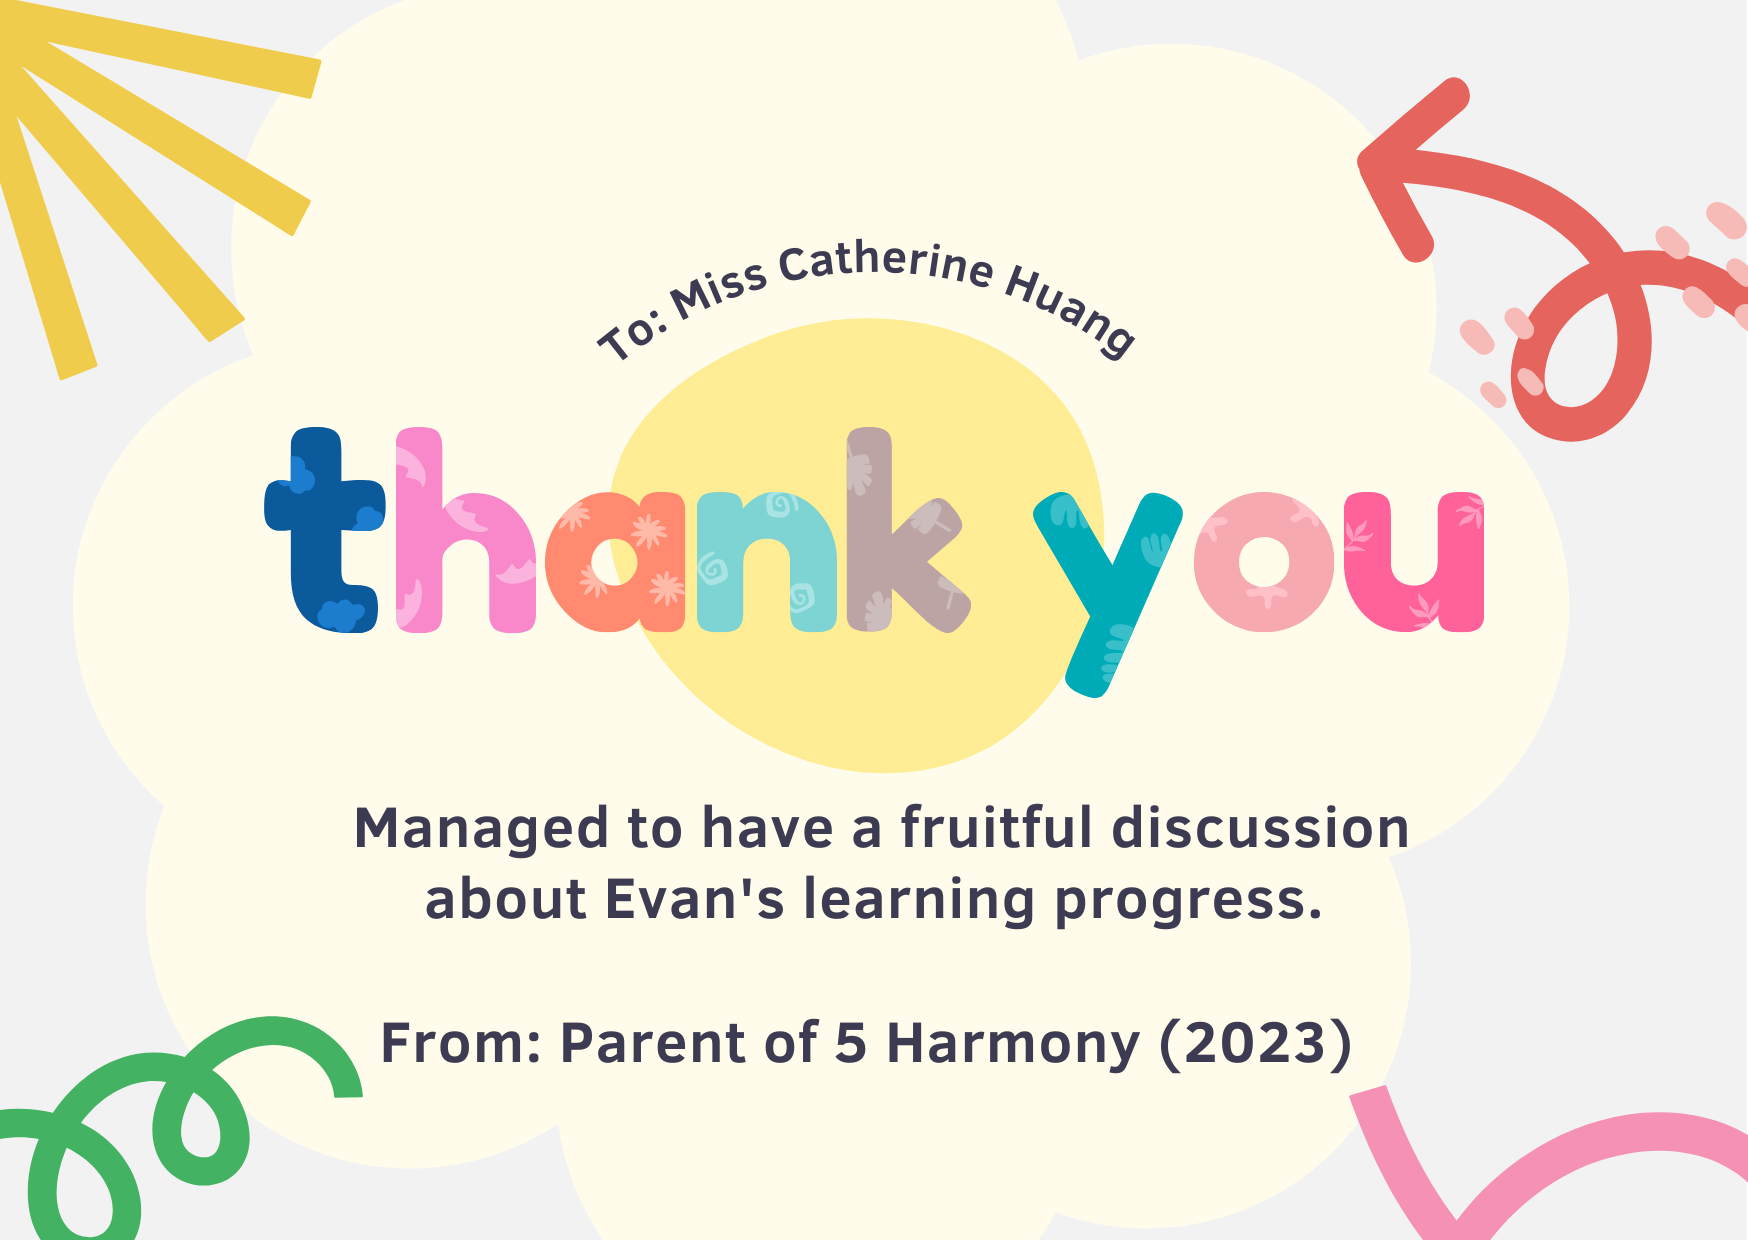 To: Miss Catherine Huang
thank you
Managed to have a fruitful discussion
about Evan's learning progress.
From: Parent of 5 Harmony (2023)